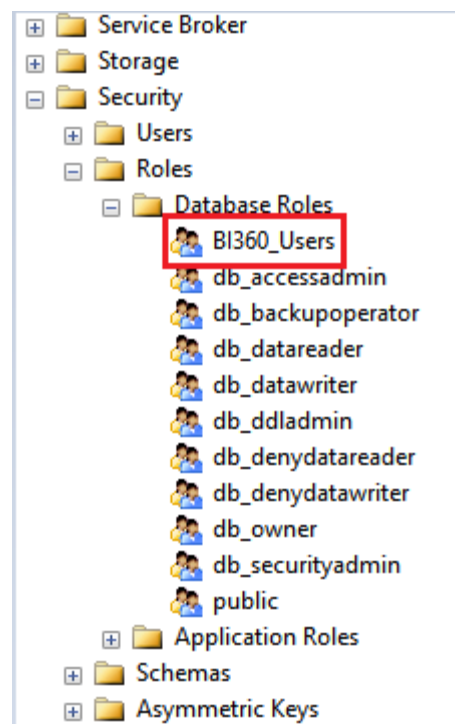 Service Broker
Storage
Security
Users
Roles
Database Roles
BI360_Users
db_accessadmin
db_backupoperator
db_datareader
db_datawriter
db_ddladmin
db_denydatareader
db_denydatawriter
db_owner
db_securityadmin
public
Application Roles
Schemas
Asymmetric Keys